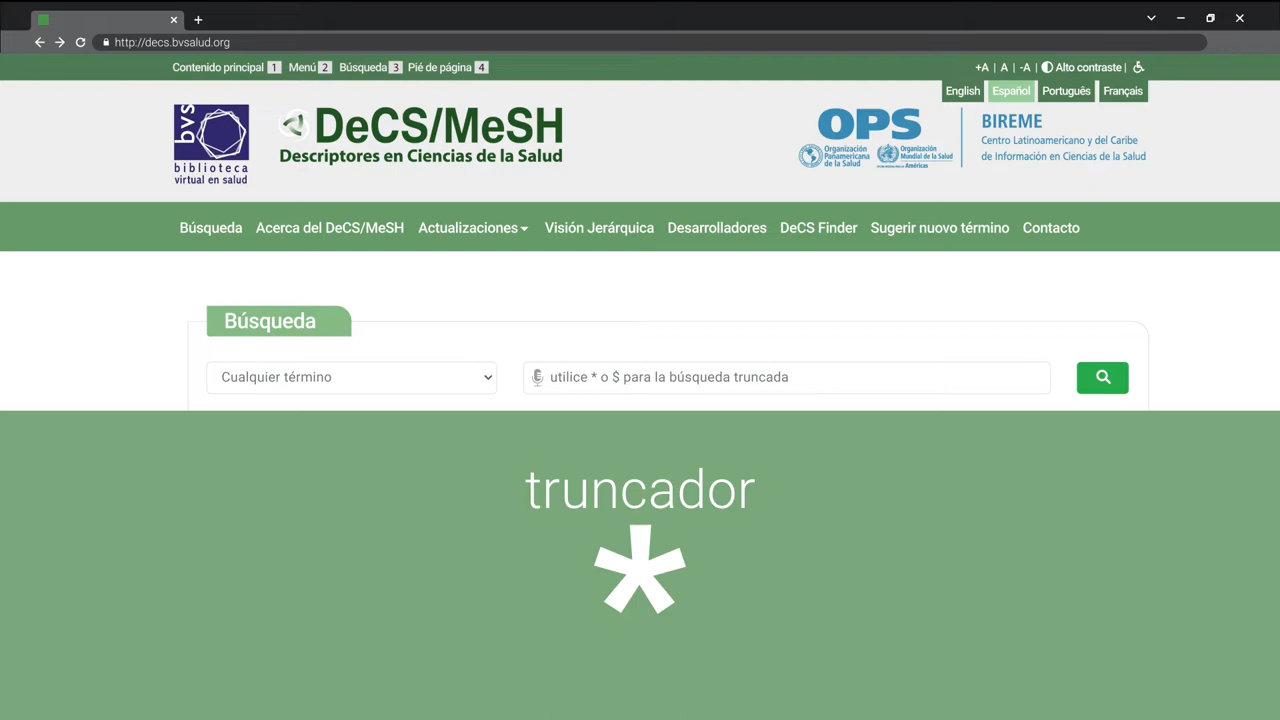 http://decs.bvsalud.org
Contenido principal 1 Menú 2 Búsqueda 3 Pié de página 4
+A | A | -A | Alto contraste |
English Español Português Français
bvs
biblioteca
virtual en salud
DeCS/MeSH
Descriptores en Ciencias de la Salud
OPS
Organización
Panamericana
de la Salud
Organización
Mundial de la Salud
Américas
BIREME
Centro Latinoamericano y del Caribe
de Información en Ciencias de la Salud
Búsqueda Acerca del DeCS/MeSH Actualizaciones Visión Jerárquica Desarrolladores DeCS Finder Sugerir nuevo término Contacto
Búsqueda
Cualquier término
utilice * o $ para la búsqueda truncada
truncador
*